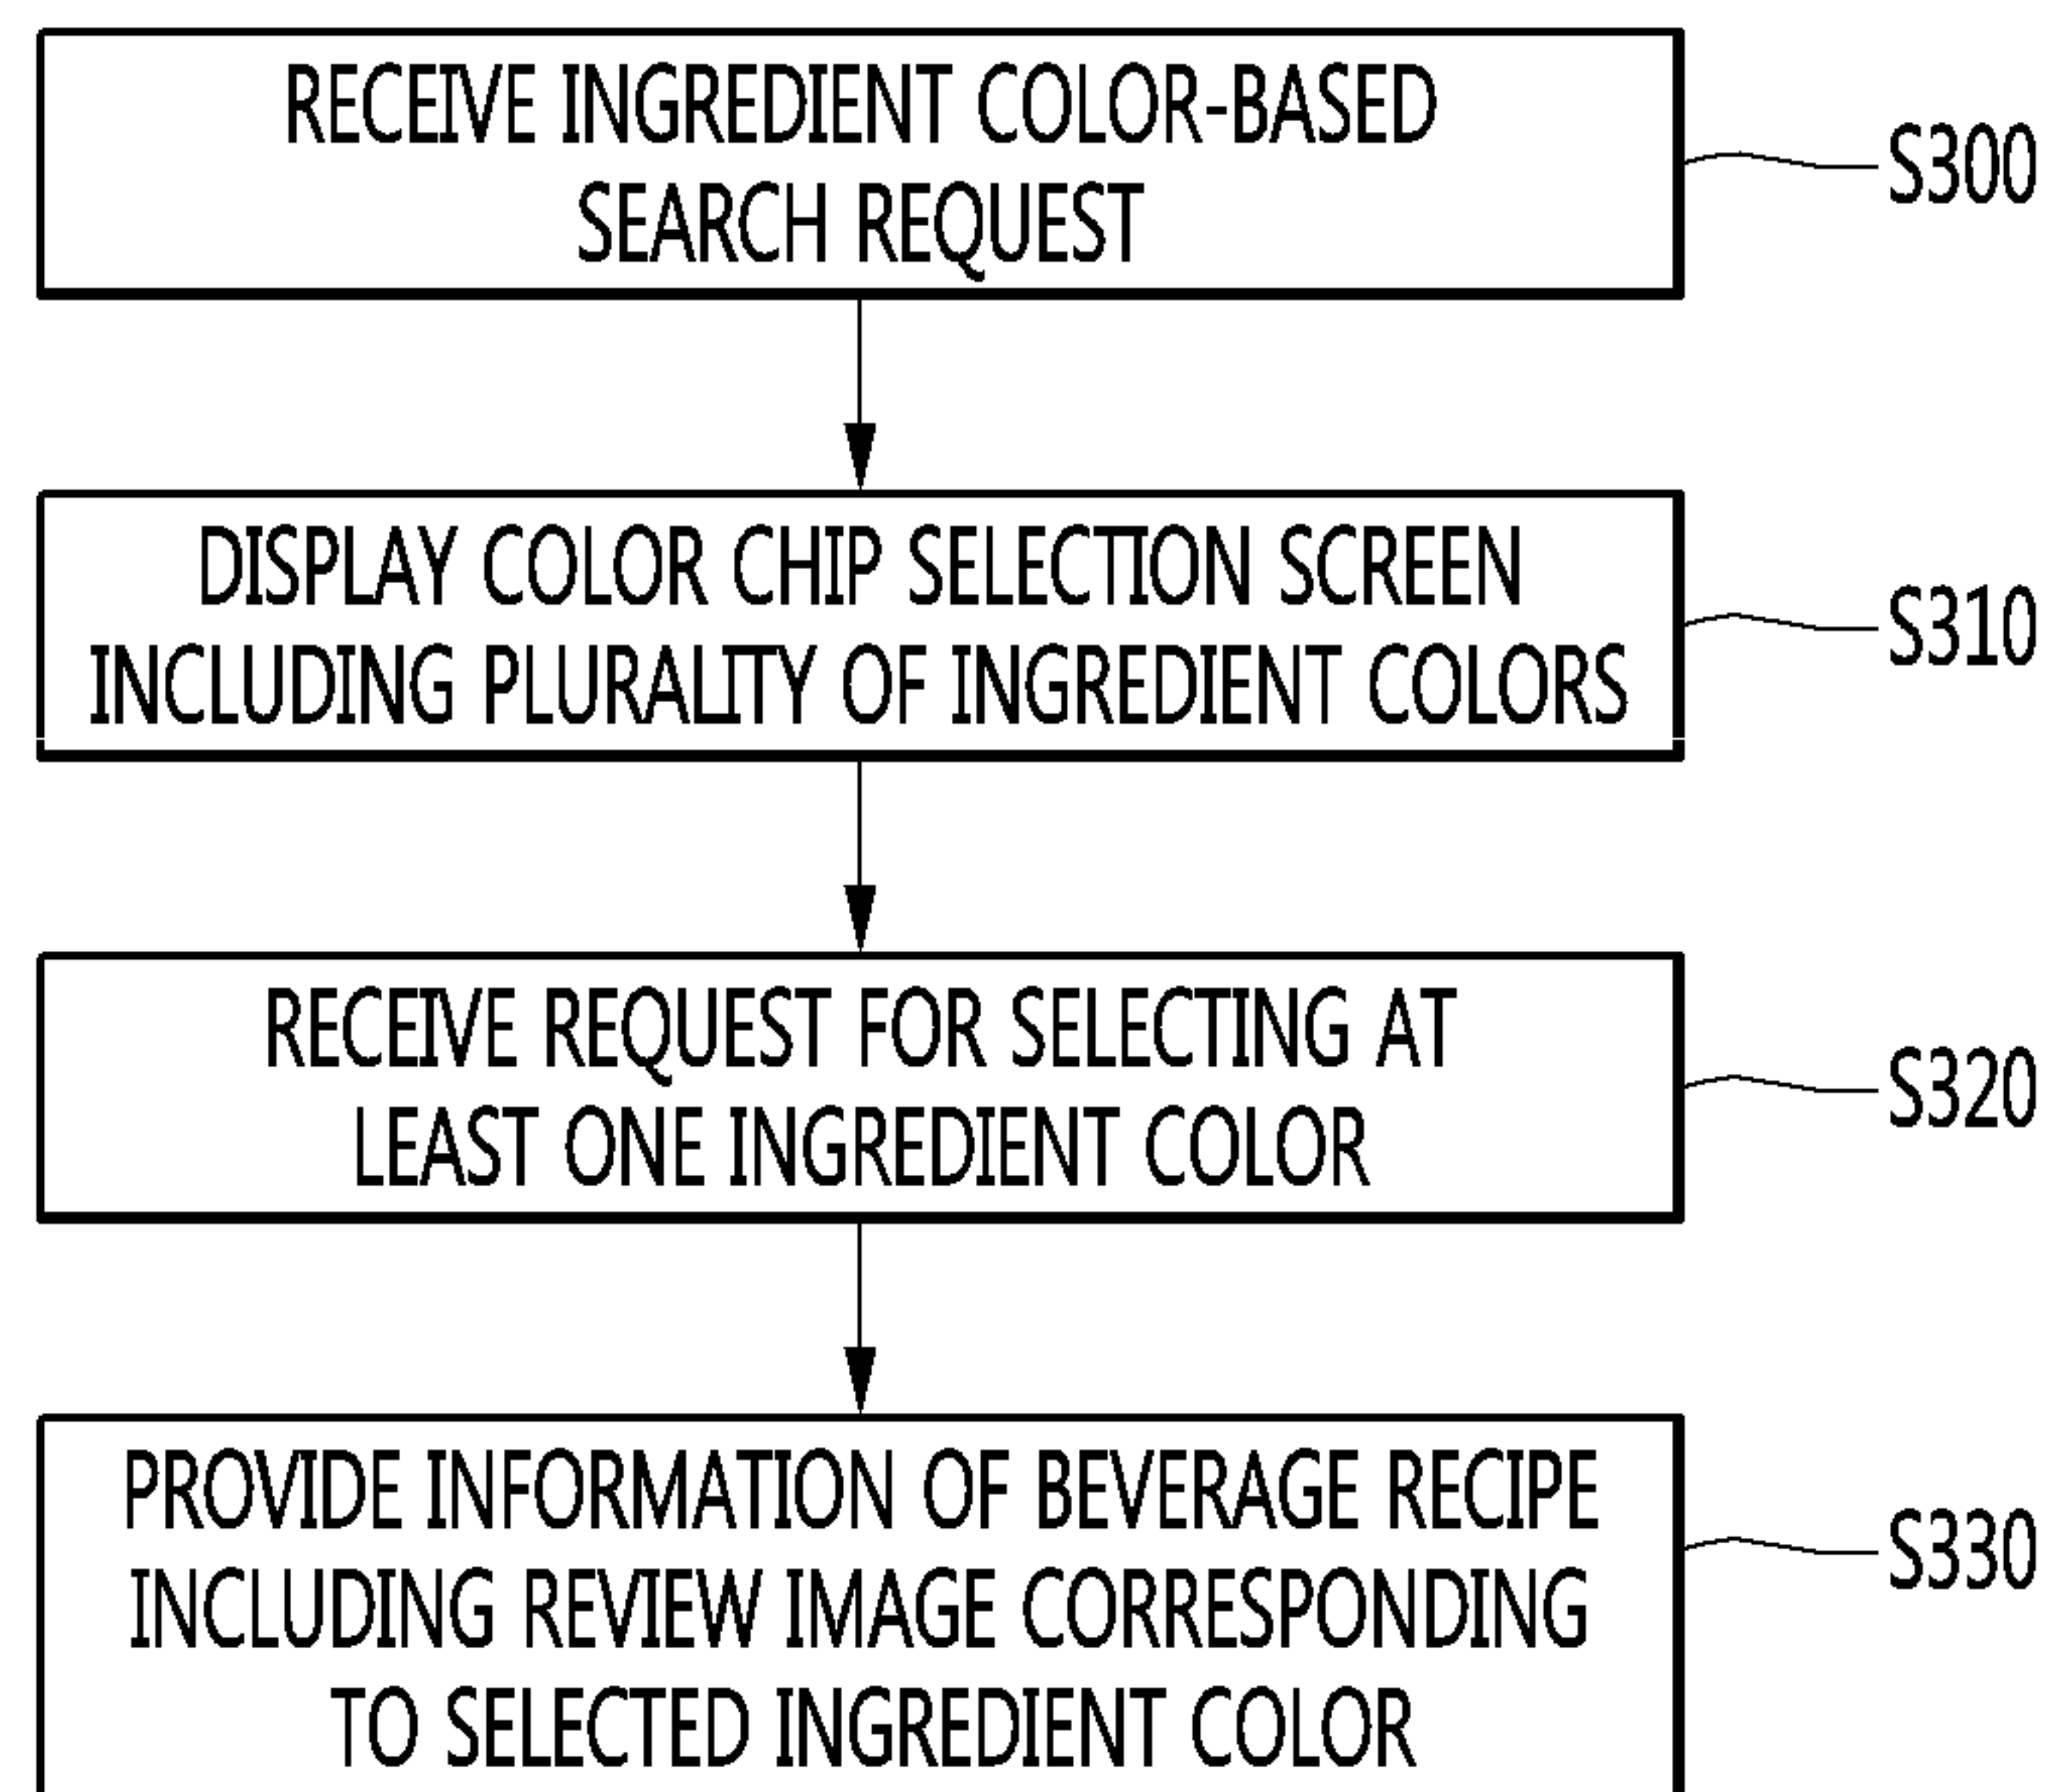 RECEIVE INGREDIENT COLOR-BASED
SEARCH REQUEST
S300
DISPLAY COLOR CHIP SELECTION SCREEN
INCLUDING PLURALITY OF INGREDIENT COLORS
S310
RECEIVE REQUEST FOR SELECTING AT
LEAST ONE INGREDIENT COLOR
S320
PROVIDE INFORMATION OF BEVERAGE RECIPE
INCLUDING REVIEW IMAGE CORRESPONDING
TO SELECTED INGREDIENT COLOR
S330